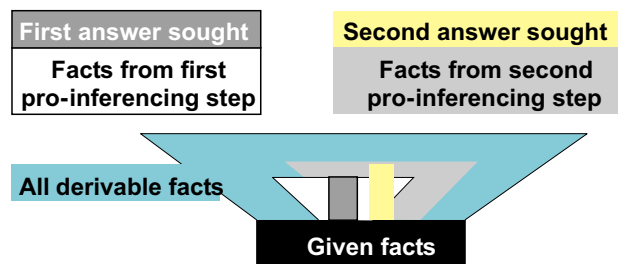 First answer sought
Facts from first
pro-inferencing step
Second answer sought
Facts from second
pro-inferencing step
All derivable facts
Given facts